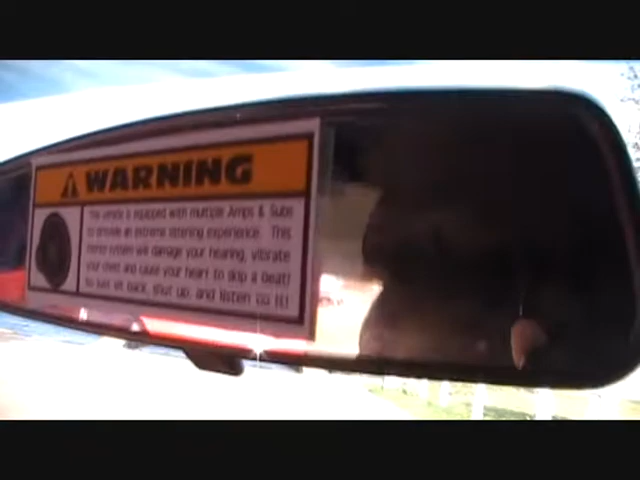 WARNING
This vehicle is equipped with multiple Amps & Subs
to provide an extreme listening experience. This
stereo system will damage your hearing, vibrate
your chest and cause your heart to skip a beat!
So just sit back, shut up, and listen to it!